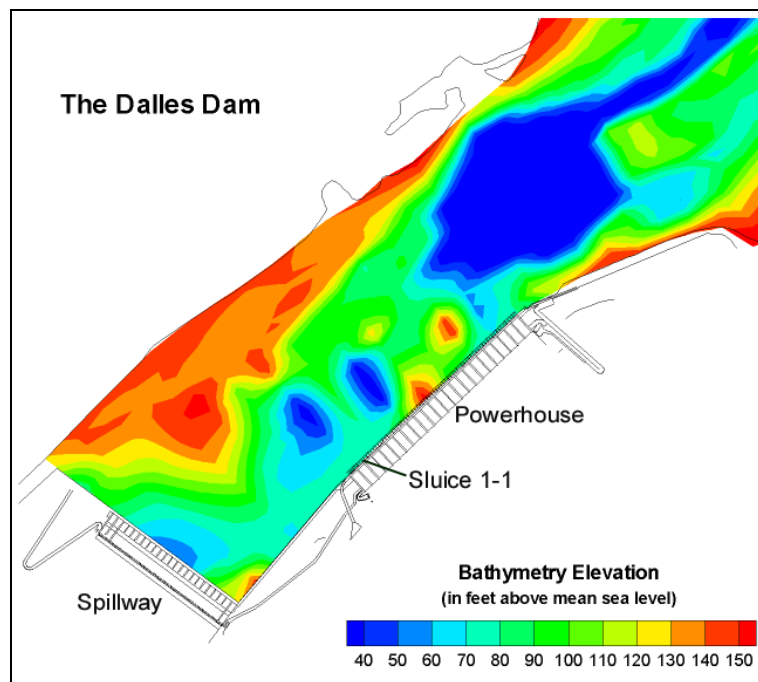 The Dalles Dam
Powerhouse
Sluice 1-1
Spillway
Bathymetry Elevation
(in feet above mean sea level)
40 50 60 70 80 90 100 110 120 130 140 150